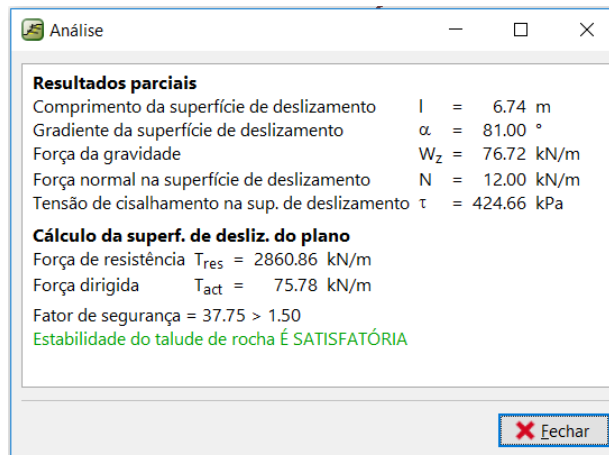 Análise
Resultados parciais
Comprimento da superfície de deslizamento l = 6.74 m
Gradiente da superfície de deslizamento α = 81.00 °
Força da gravidade Wz = 76.72 kN/m
Força normal na superfície de deslizamento N = 12.00 kN/m
Tensão de cisalhamento na sup. de deslizamento τ = 424.66 kPa
Cálculo da superf. de desliz. do plano
Força de resistência Tres = 2860.86 kN/m
Força dirigida Tact = 75.78 kN/m
Fator de segurança = 37.75 > 1.50
Estabilidade do talude de rocha É SATISFATÓRIA
Fechar